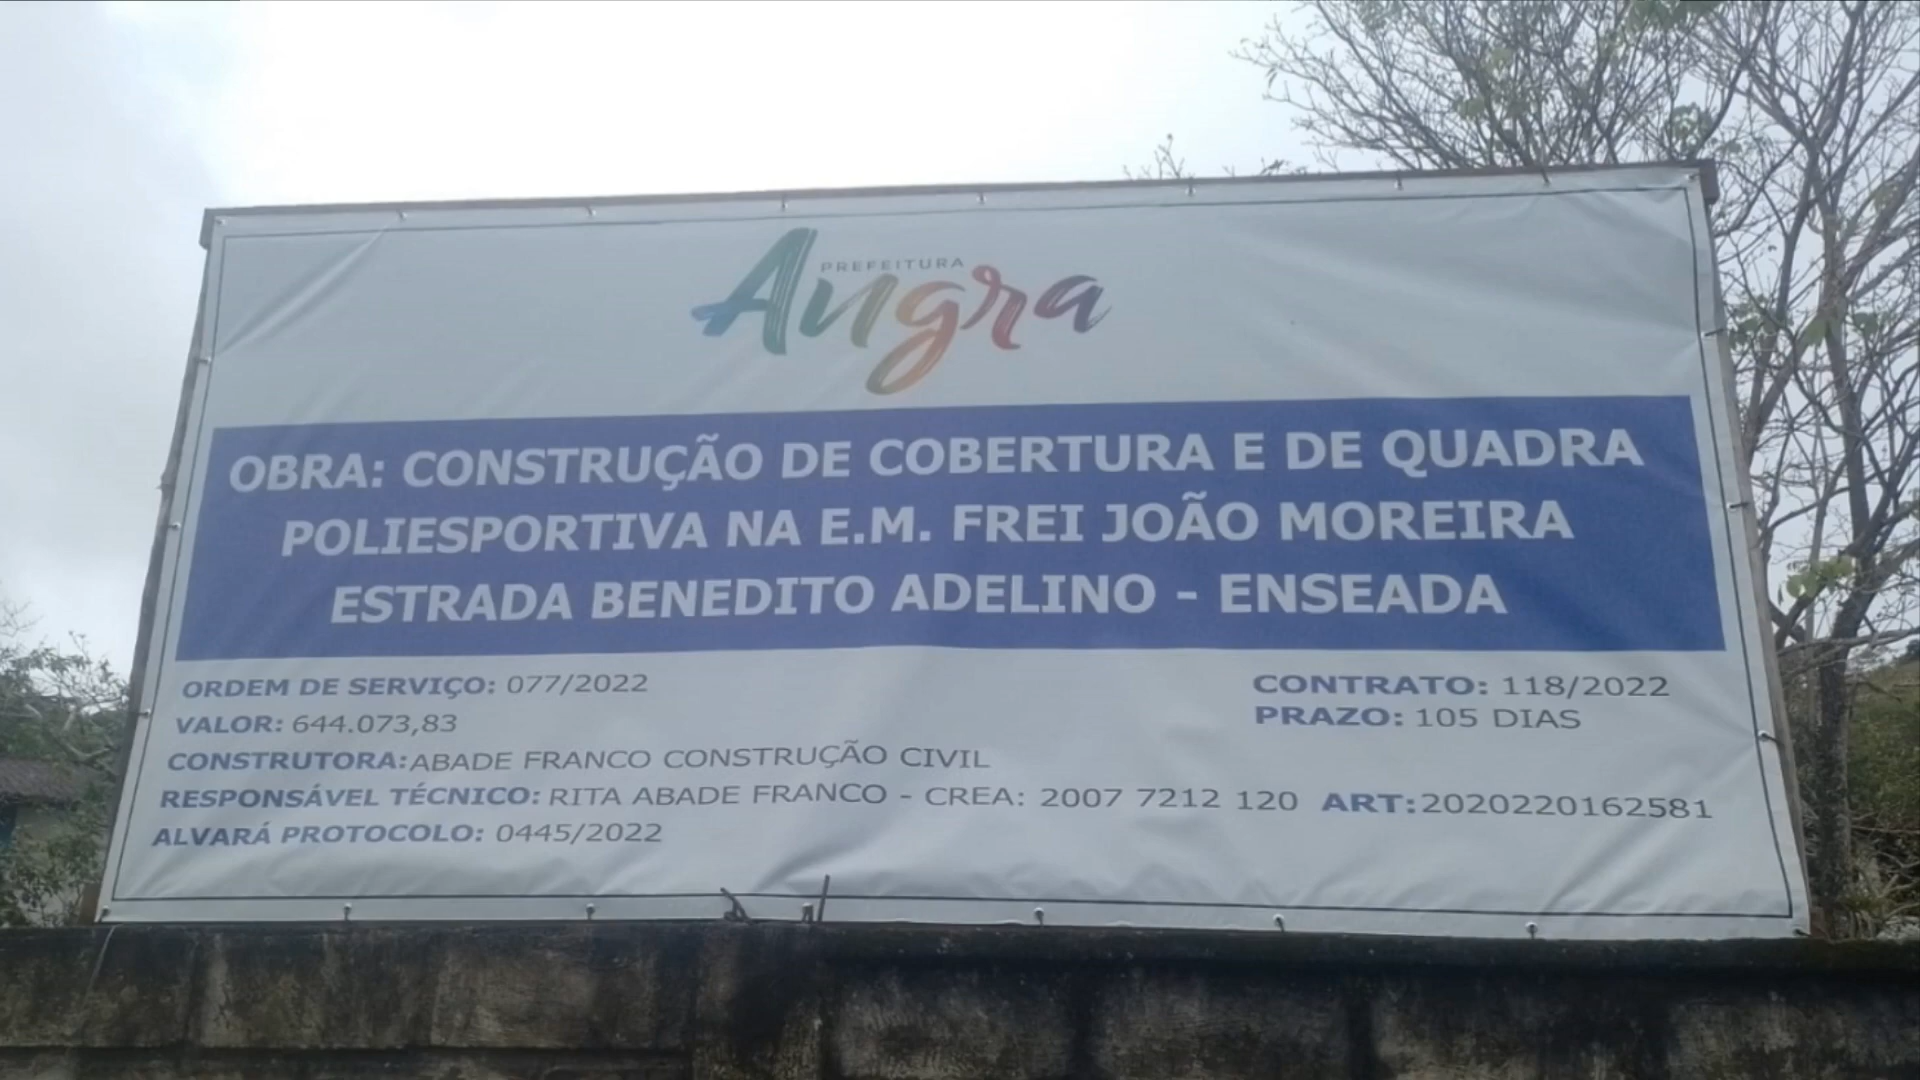 PREFEITURA
Angra
OBRA: CONSTRUÇÃO DE COBERTURA E DE QUADRA
POLIESPORTIVA NA E.M. FREI JOÃO MOREIRA
ESTRADA BENEDITO ADELINO - ENSEADA
ORDEM DE SERVIÇO: 077/2022
CONTRATO: 118/2022
VALOR: 644.073,83
PRAZO: 105 DIAS
CONSTRUTORA:ABADE FRANCO CONSTRUÇÃO CIVIL
RESPONSÁVEL TÉCNICO: RITA ABADE FRANCO - CREA: 2007 7212 120 ART:2020220162581
ALVARÁ PROTOCOLO: 0445/2022